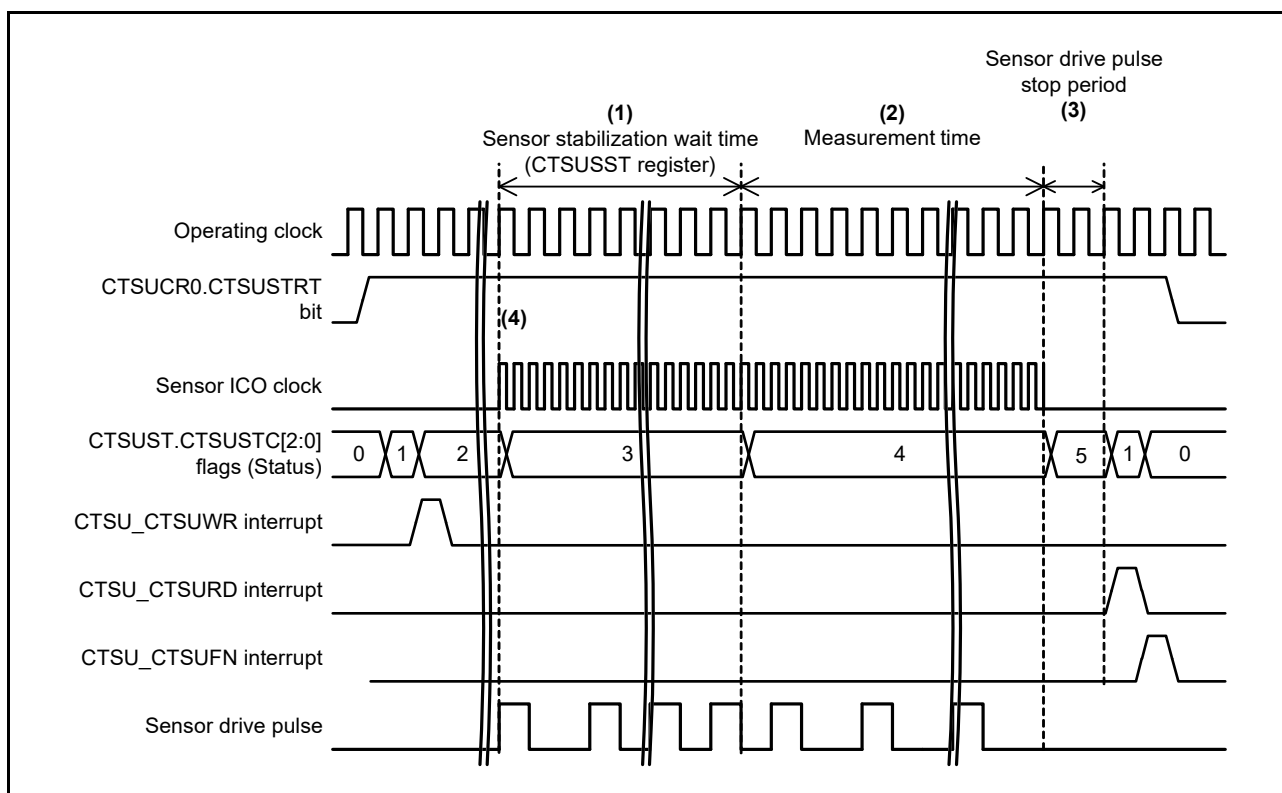 Sensor drive pulse
stop period
(3)
(1)
Sensor stabilization wait time
(CTSUSST register)
(2)
Measurement time
Operating clock
CTSUCR0.CTSUSTRT
bit
(4)
Sensor ICO clock
CTSUST.CTSUSTC[2:0]
flags (Status)
0 1 2 3 4 5 1 0
CTSU_CTSUWR interrupt
CTSU_CTSURD interrupt
CTSU_CTSUFN interrupt
Sensor drive pulse